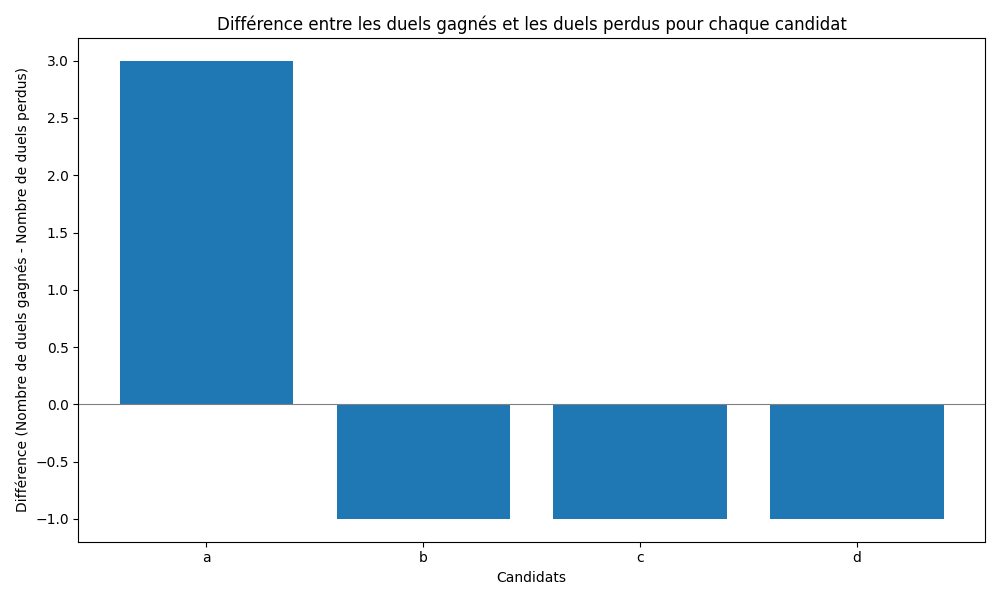 Différence entre les duels gagnés et les duels perdus pour chaque candidat
Différence (Nombre de duels gagnés - Nombre de duels perdus)
3.0
2.5
2.0
1.5
1.0
0.5
0.0
−0.5
−1.0
a b c d
Candidats